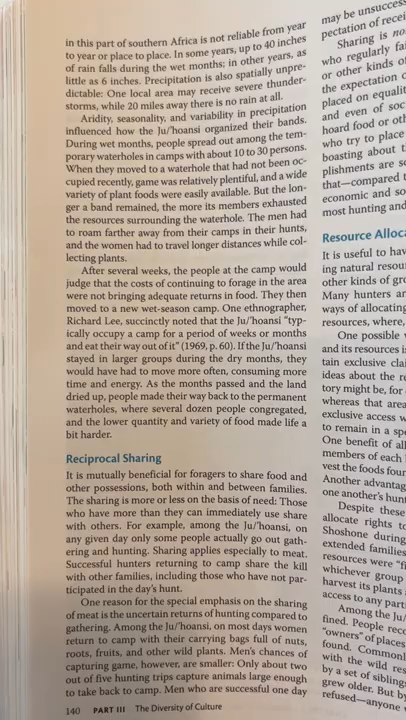 in this part of southern Africa is not reliable from year
to year or place to place. In some years, up to 40 inches
of rain falls during the wet months; in other years, as
little as 6 inches. Precipitation is also spatially unpre-
dictable: One local area may receive severe thunder-
storms, while 20 miles away there is no rain at all.
Aridity, seasonality, and variability in precipitation
influenced how the Ju/'hoansi organized their bands.
During wet months, people spread out among the tem-
porary waterholes in camps with about 10 to 30 persons.
When they moved to a waterhole that had not been oc-
cupied recently, game was relatively plentiful, and a wide
variety of plant foods were easily available. But the lon-
ger a band remained, the more its members exhausted
the resources surrounding the waterhole. The men had
to roam farther away from their camps in their hunts,
and the women had to travel longer distances while col-
lecting plants.
After several weeks, the people at the camp would
judge that the costs of continuing to forage in the area
were not bringing adequate returns in food. They then
moved to a new wet-season camp. One ethnographer,
Richard Lee, succinctly noted that the Ju/'hoansi "typ-
ically occupy a camp for a period of weeks or months
and eat their way out of it" (1969, p. 60). If the Ju/'hoansi
stayed in larger groups during the dry months, they
would have had to move more often, consuming more
time and energy. As the months passed and the land
dried up, people made their way back to the permanent
waterholes, where several dozen people congregated,
and the lower quantity and variety of food made life a
bit harder.
Reciprocal Sharing
It is mutually beneficial for foragers to share food and
other possessions, both within and between families.
The sharing is more or less on the basis of need: Those
who have more than they can immediately use share
with others. For example, among the Ju/'hoansi, on
any given day only some people actually go out gath-
ering and hunting. Sharing applies especially to meat.
Successful hunters returning to camp share the kill
with other families, including those who have not par-
ticipated in the day's hunt.
One reason for the special emphasis on the sharing
of meat is the uncertain returns of hunting compared to
gathering. Among the Ju/'hoansi, on most days women
return to camp with their carrying bags full of nuts,
roots, fruits, and other wild plants. Men's chances of
capturing game, however, are smaller: Only about two
out of five hunting trips capture animals large enough
to take back to camp. Men who are successful one day
140 PART III The Diversity of Culture
may be
pectation of
Sharing is
who regularly
or other kinds
the expectation
placed on
and even of
hoard food or
who try to place
boasting about
plishments are
that—compared
economic and
most hunting and
Resource
It is useful to
ing natural
other kinds of
Many hunters
ways of allocating
resources, where,
One possible
and its resources
tain exclusive
ideas about the
tory might be, for
whereas that
exclusive access
to remain in a
One benefit of
members of each
vest the foods
Another
one another's
Despite these
allocate rights
Shoshone during
extended families
resources were
whichever group
harvest its plants
access to any
Among the
fined. People
"owners" of places
found.
with the wild
by a set of
grew older. But
refused—anyone